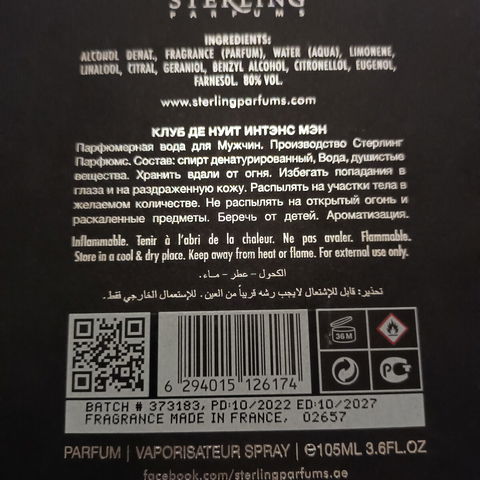 STERLING
PARFUMS
INGREDIENTS:
ALCOHOL DENAT., FRAGRANCE (PARFUM), WATER (AQUA), LIMONENE,
LINALOOL, CITRAL, GERANIOL, BENZYL ALCOHOL, CITRONELLOL, EUGENOL,
FARNESOL. 80% VOL.
www.sterlingparfums.com
КЛУБ ДЕ НУИТ ИНТЭНС МЭН
Парфюмерная вода для Мужчин. Производство Стерлинг
Парфюмс. Состав: спирт денатурированный, Вода, душистые
вещества. Хранить вдали от огня. Избегать попадания в
глаза и на раздраженную кожу. Распылять на участки тела в
желаемом количестве. Не распылять на открытый огонь и
раскаленные предметы. Беречь от детей. Ароматизация.
Inflammable. Tenir à l'abri de la chaleur. Ne pas avaler. Flammable.
Store in a cool & dry place. Keep away from heat or flame. For external use only.
الكحول – عطر – مـاء.
تحذير: قابل للإشتعال لايجب رشه قريباً من العين. للإستعمال الخارجي فقط.
36M
6 294015 126174
BATCH # 373183, PD:10/2022 ED:10/2027
FRAGRANCE MADE IN FRANCE, 02657
PARFUM | VAPORISATEUR SPRAY | ℮105ML 3.6FL.OZ
facebook.com/sterlingparfums.ae